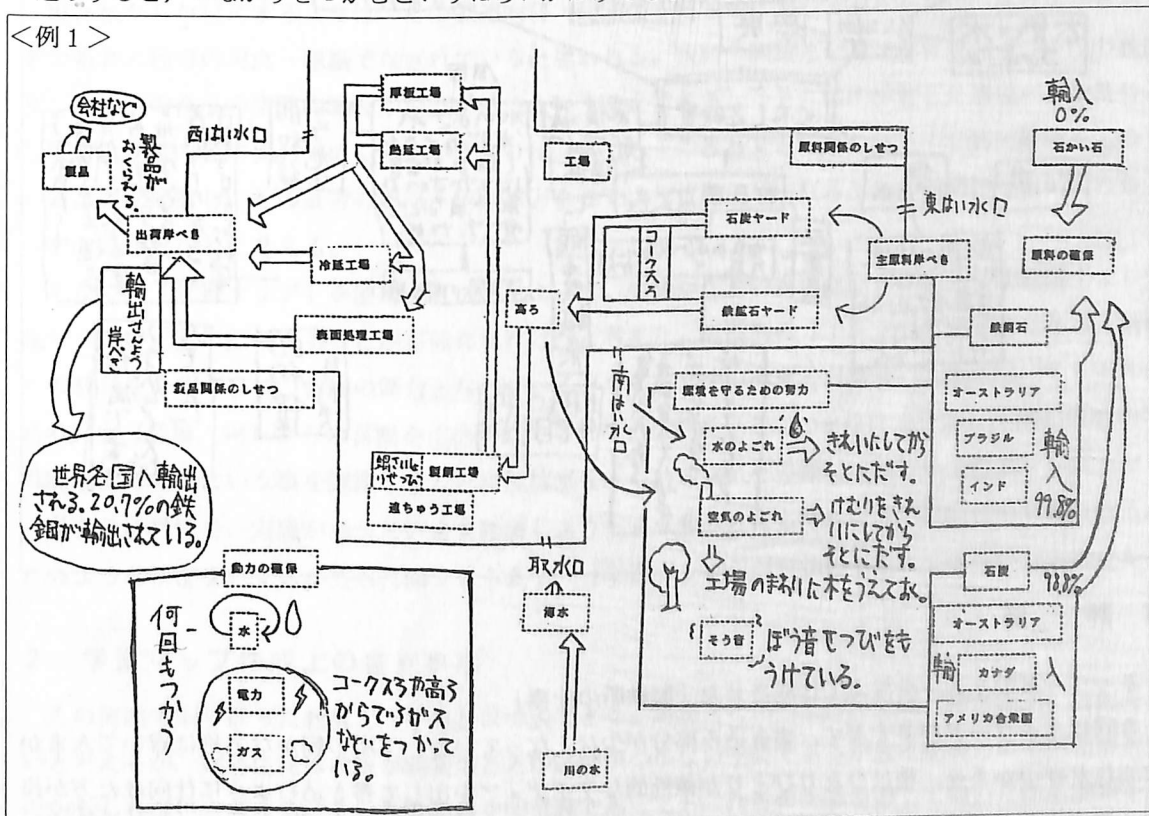 ＜例1＞
会社など
製品
製品が
おくらえる。
西はい水口
厚板工場
熱延工場
出荷岸ぺき
冷延工場
表面処理工場
輸出さんよう
岸ぺき
製品関係のしせつ
世界各国へ輸出
される。20.7%の鉄
鋼が輸出されている。
工場
原料関係のしせつ
石炭ヤード
コークスろ
高ろ
鉄鉱石ヤード
主原料岸ぺき
東はい水口
輸入
0%
石かい石
原料の確保
鉄鉱石
オーストラリア
ブラジル
インド
輸入
99.8%
石炭
98.8%
オーストラリア
カナダ
アメリカ合衆国
輸入
南はい水口
環境を守るための努力
水のよごれ
きれいにしてから
そとにだす。
空気のよごれ
けむりをきれ
いにしてから
そとにだす。
工場のまわりに木をうえてお。
そう音
ぼう音せつびをも
うけている。
製鋼工場
連ちゅう工場
取水口
海水
川の水
動力の確保
水
何回もつかう
電力
ガス
コークスろや高ろ
からでるガス
などをつかって
いる。